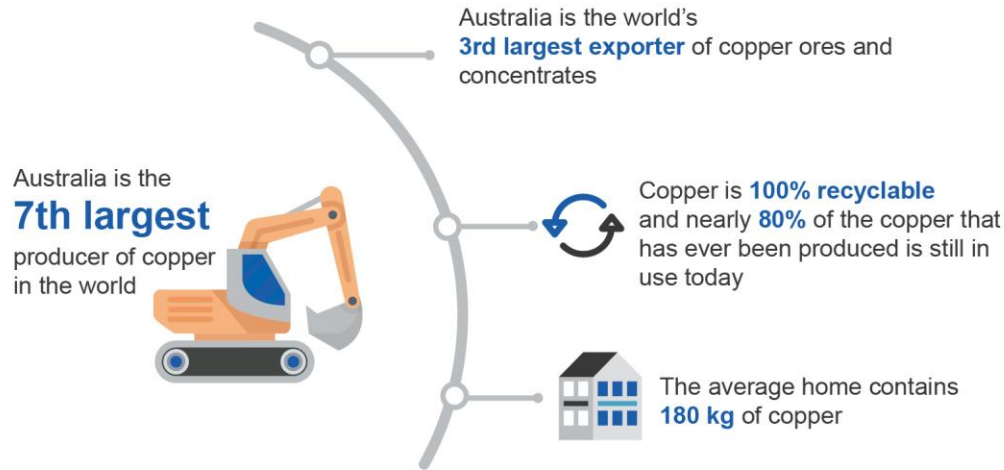 Australia is the world's
3rd largest exporter of copper ores and
concentrates
Australia is the
7th largest
producer of copper
in the world
Copper is 100% recyclable
and nearly 80% of the copper that
has ever been produced is still in
use today
The average home contains
180 kg of copper